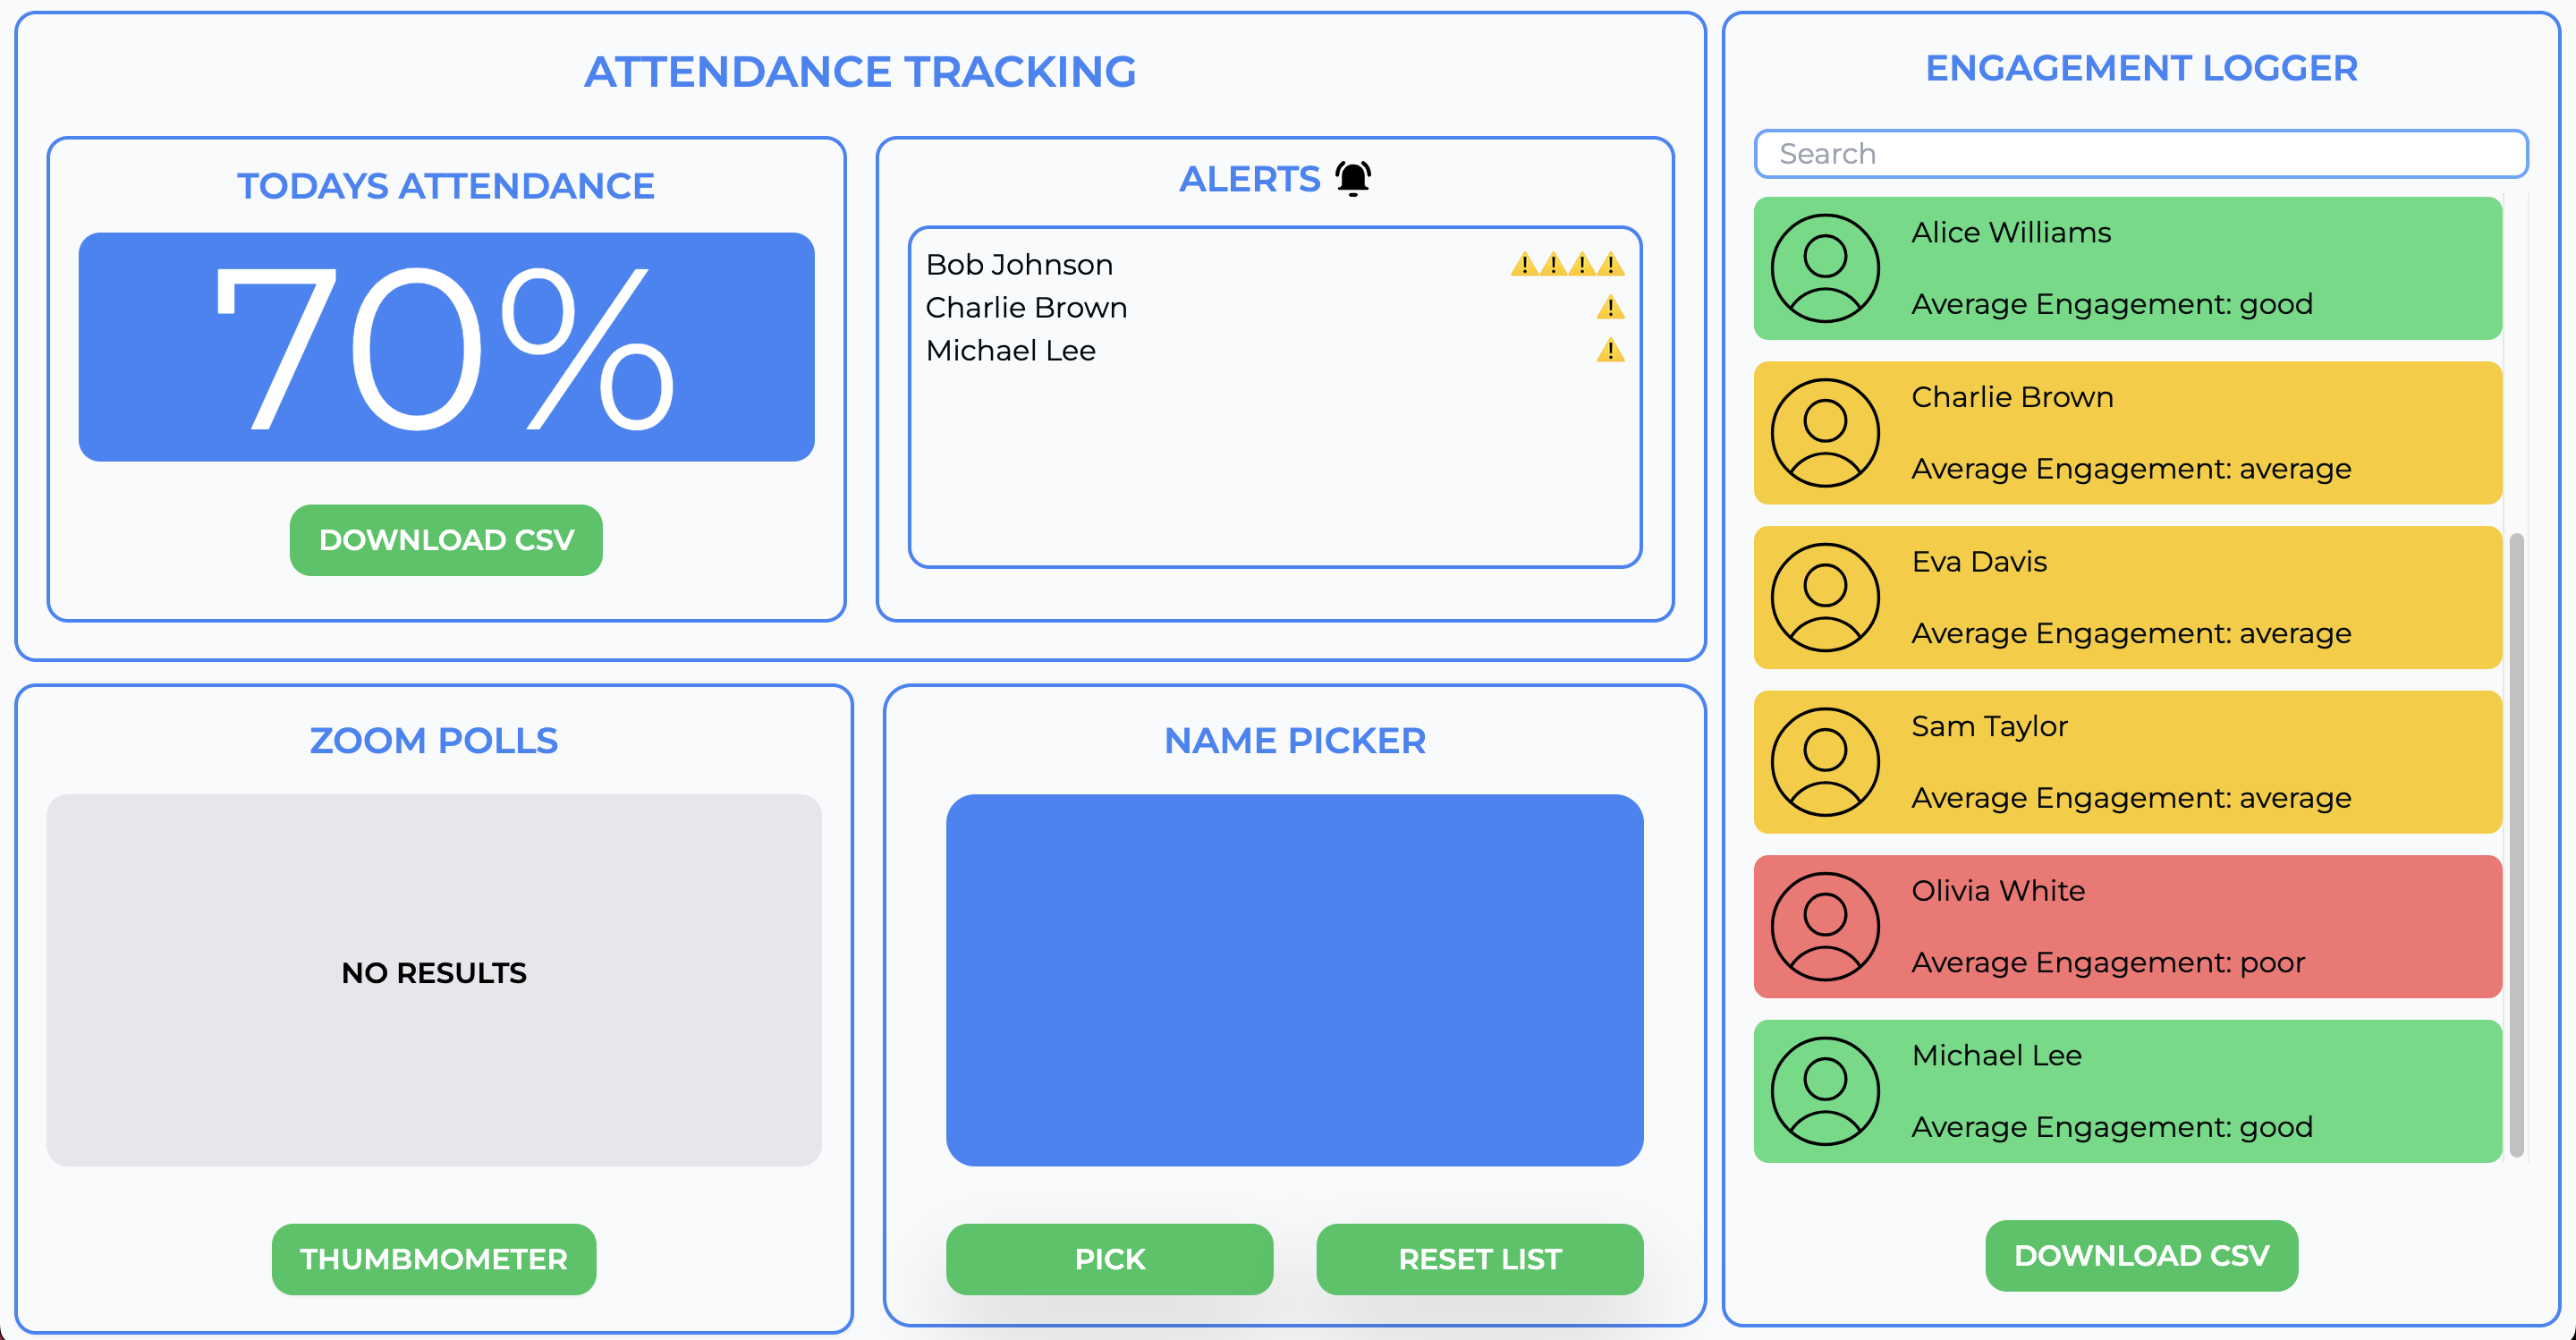 ATTENDANCE TRACKING
TODAYS ATTENDANCE
70%
DOWNLOAD CSV
ALERTS
Bob Johnson
Charlie Brown
Michael Lee
ZOOM POLLS
NO RESULTS
THUMBMOMETER
NAME PICKER
PICK
RESET LIST
ENGAGEMENT LOGGER
Search
Alice Williams
Average Engagement: good
Charlie Brown
Average Engagement: average
Eva Davis
Average Engagement: average
Sam Taylor
Average Engagement: average
Olivia White
Average Engagement: poor
Michael Lee
Average Engagement: good
DOWNLOAD CSV